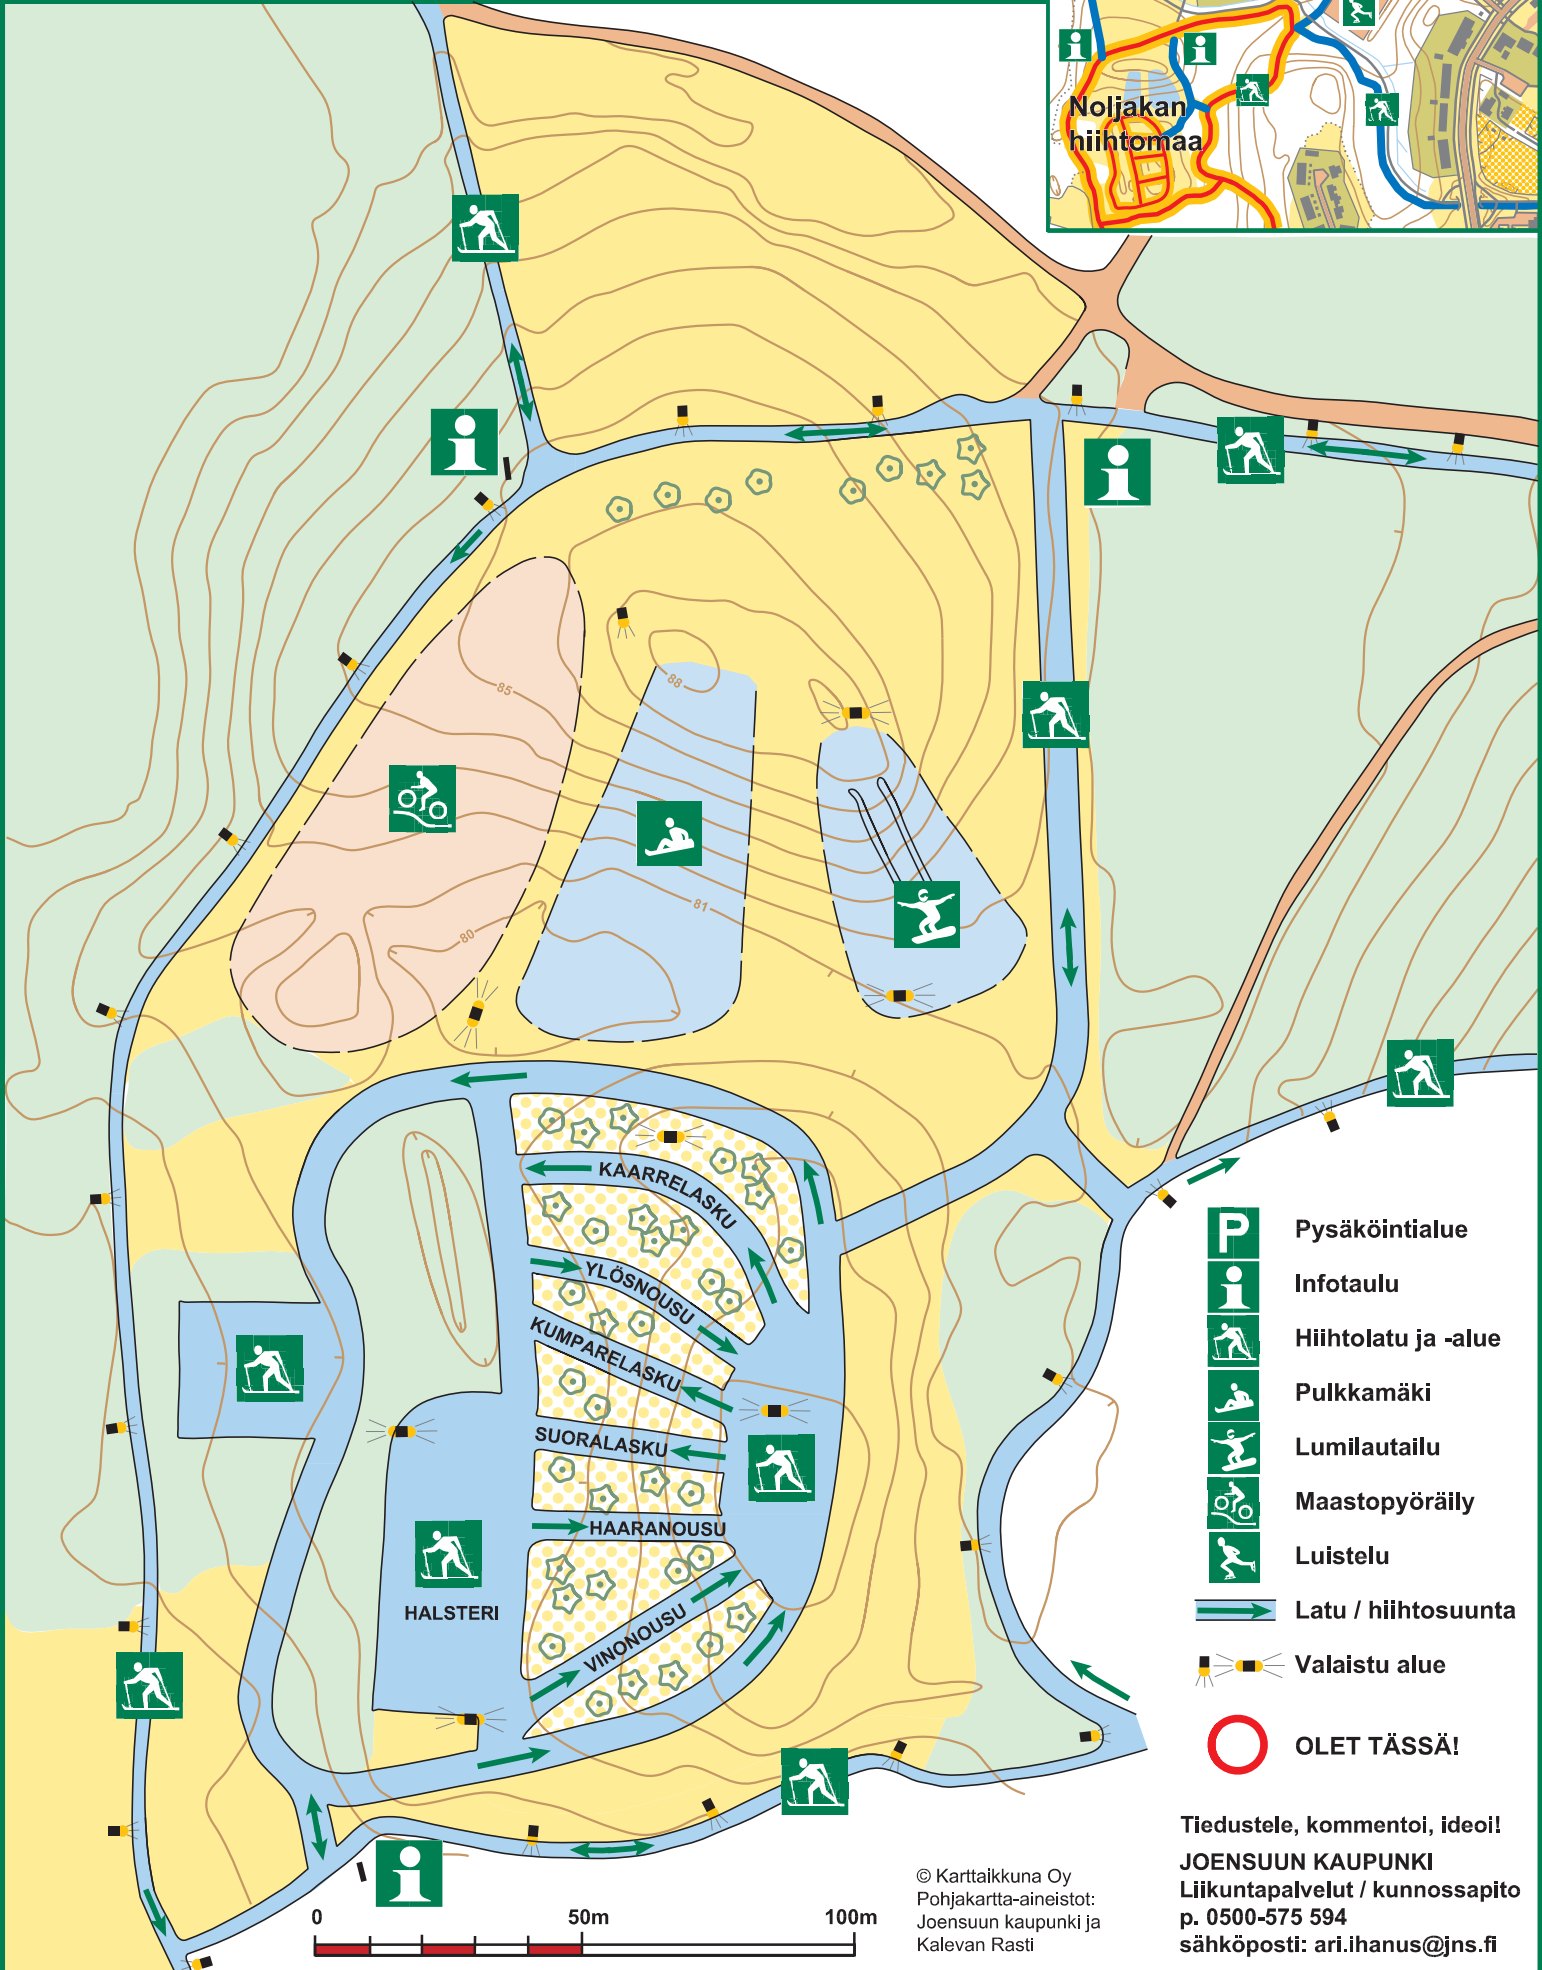 Noljakan
hiihtomaa
85
88
81
80
KAARRELASKU
YLÖSNOUSU
KUMPARELASKU
SUORALASKU
HAARANOUSU
VINONOUSU
HALSTERI
P Pysäköintialue
i Infotaulu
Hiihtolatu ja -alue
Pulkkamäki
Lumilautailu
Maastopyöräily
Luistelu
Latu / hiihtosuunta
Valaistu alue
OLET TÄSSÄ!
Tiedustele, kommentoi, ideoi!
JOENSUUN KAUPUNKI
Liikuntapalvelut / kunnossapito
p. 0500-575 594
sähköposti: ari.ihanus@jns.fi
© Karttaikkuna Oy
Pohjakartta-aineistot:
Joensuun kaupunki ja
Kalevan Rasti
0 50m 100m